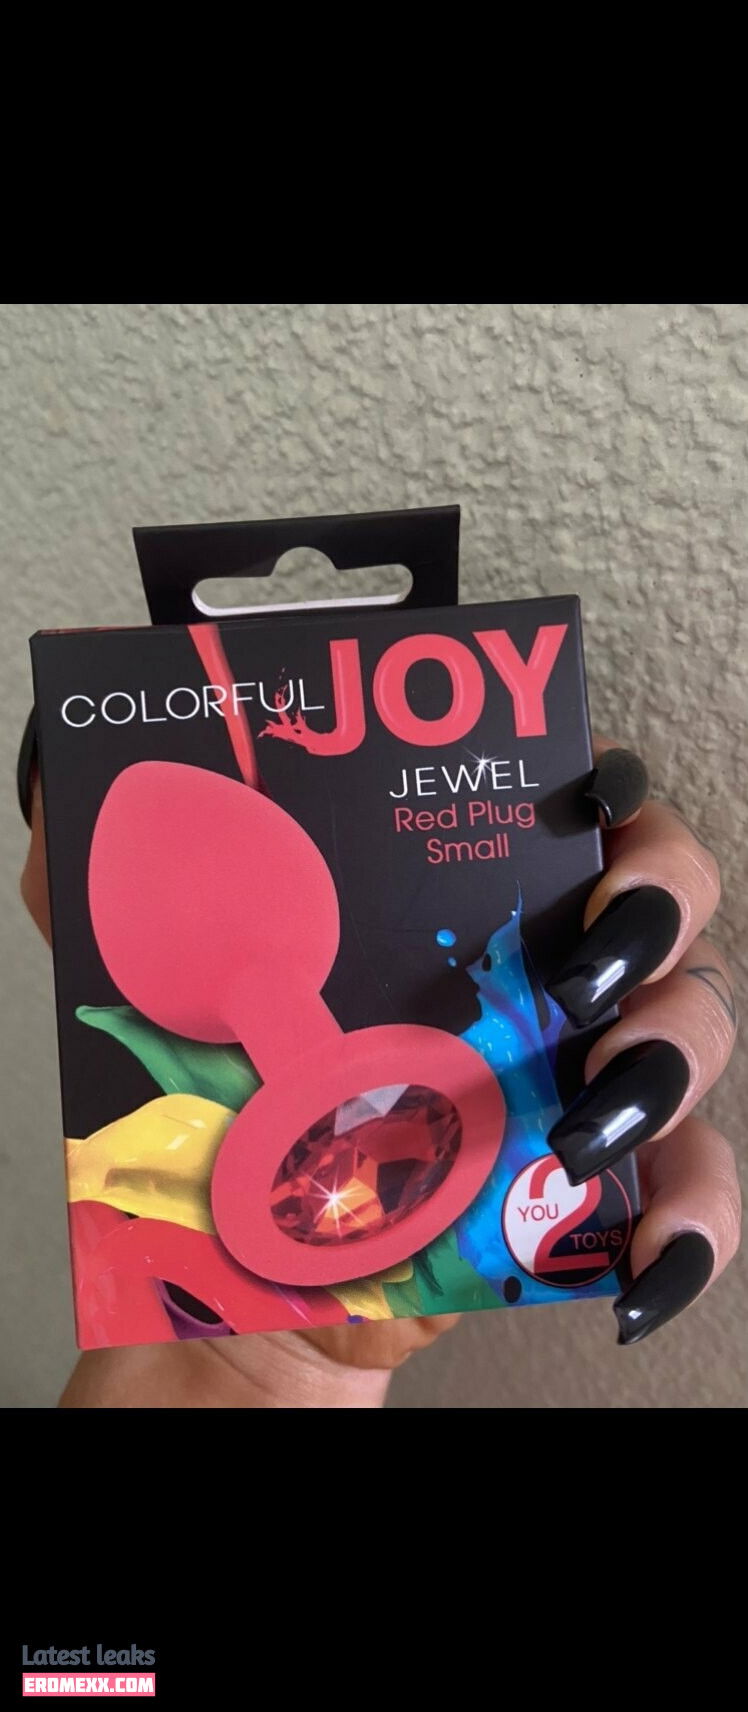 COLORFUL JOY
JEWEL
Red Plug
Small
YOU
2
TOYS
Latest leaks
EROMEXX.COM